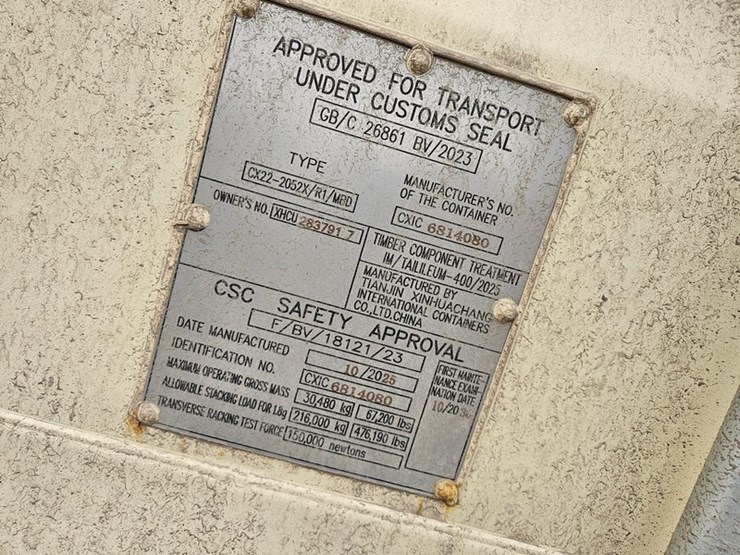 APPROVED FOR TRANSPORT
UNDER CUSTOMS SEAL
GB/C 26861 BV/2023
TYPE
CX22-2052X/R1/MBD
MANUFACTURER'S NO.
OF THE CONTAINER
CXIC 6814080
OWNER'S NO. XHCU 283791 7
TIMBER COMPONENT TREATMENT
IM/TAILILEUM-400/2025
MANUFACTURED BY
TIANJIN XINHUACHANG
INTERNATIONAL CONTAINERS
CO.,LTD.CHINA
CSC SAFETY APPROVAL
F/BV/18121/23
DATE MANUFACTURED 10/2025
IDENTIFICATION NO. CXIC 6814080
MAXIMUM OPERATING GROSS MASS 30480 kg 67,200 lbs
ALLOWABLE STACKING LOAD FOR 1.8g 216,000 kg 476,190 lbs
TRANSVERSE RACKING TEST FORCE 150,000 newtons
FIRST MAINTE-
NANCE EXAMI-
NATION DATE
10/20